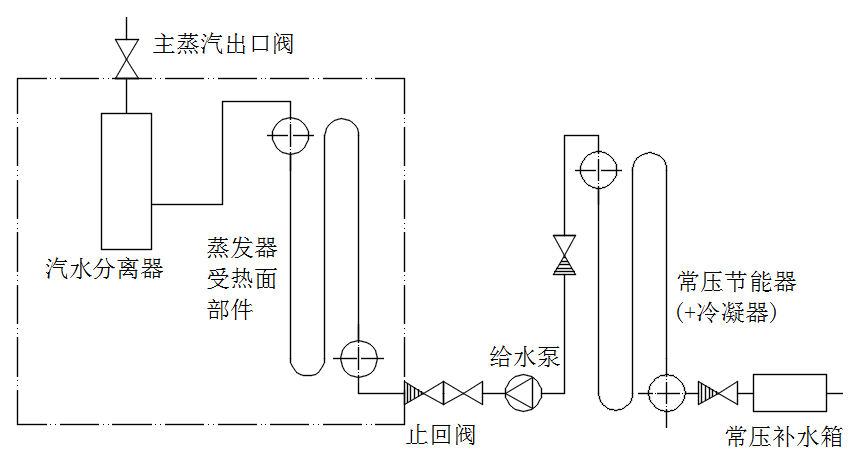 主蒸汽出口阀
汽水分离器
蒸发器
受热面
部件
止回阀
给水泵
常压节能器
(+冷凝器)
常压补水箱